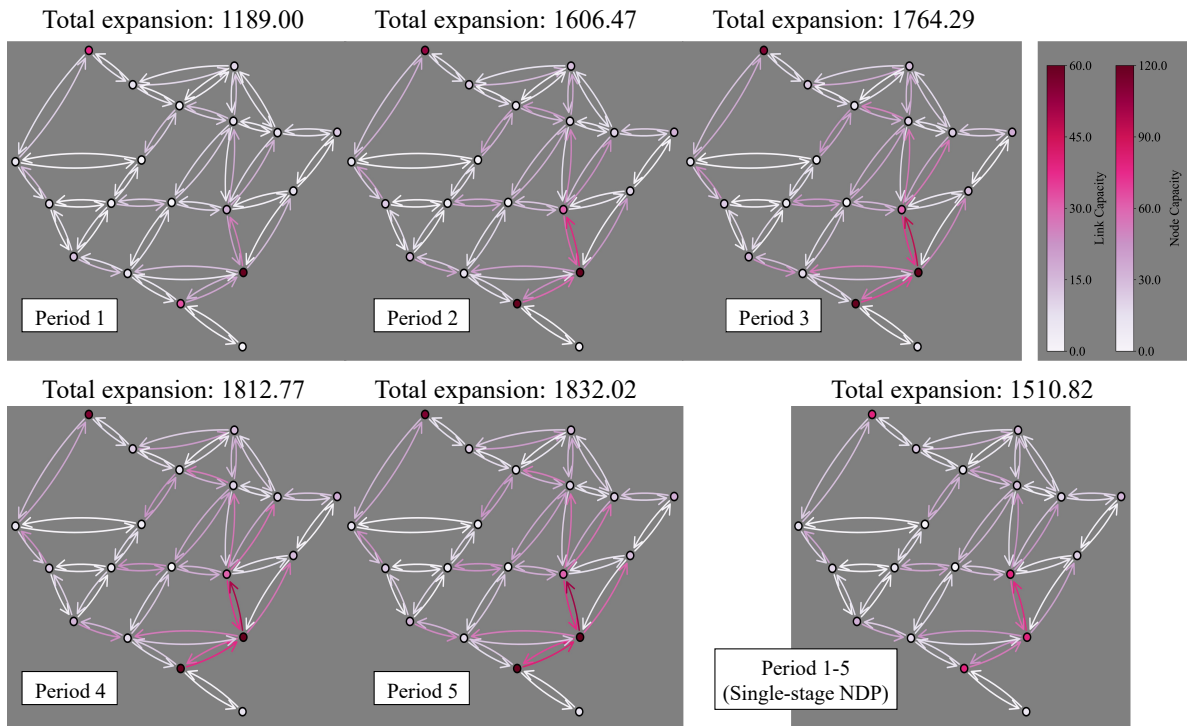 Total expansion: 1189.00
Total expansion: 1606.47
Total expansion: 1764.29
Period 1
Period 2
Period 3
60.0
45.0
30.0
15.0
0.0
Link Capacity
120.0
90.0
60.0
30.0
0.0
Node Capacity
Total expansion: 1812.77
Total expansion: 1832.02
Total expansion: 1510.82
Period 4
Period 5
Period 1-5
(Single-stage NDP)